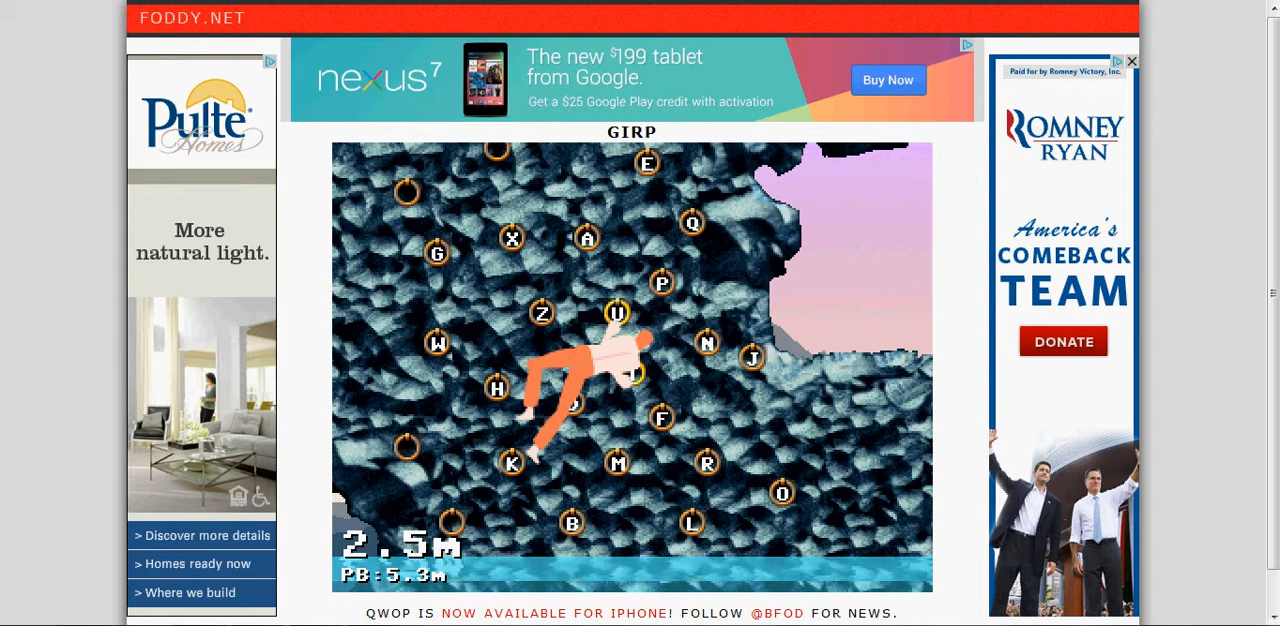 FODDY.NET
Pulte
Homes
More
natural light.
> Discover more details
> Homes ready now
> Where we build
nexus 7
The new $199 tablet
from Google.
Get a $25 Google Play credit with activation
Buy Now
GIRP
E
Q
X
A
G
P
Z
U
W
N
J
H
F
K
M
R
O
B
L
2.5m
PB:5.3m
QWOP IS NOW AVAILABLE FOR IPHONE! FOLLOW @BFOD FOR NEWS.
Paid for by Romney Victory, Inc.
ROMNEY
RYAN
America's
COMEBACK
TEAM
DONATE